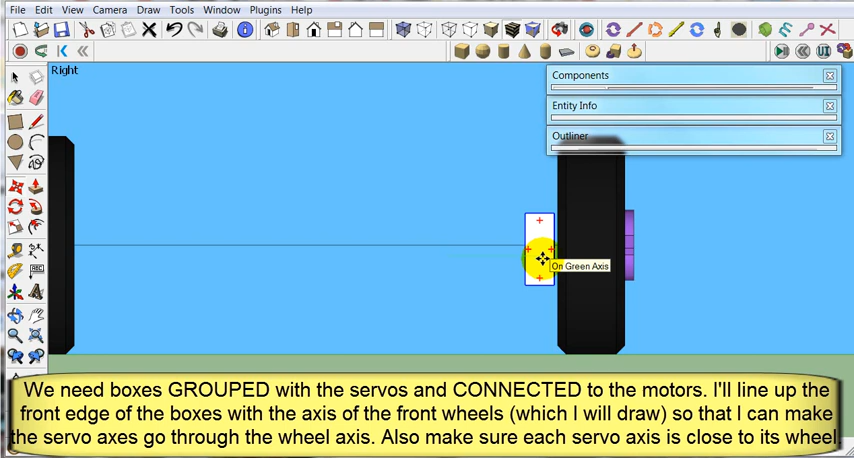 File Edit View Camera Draw Tools Window Plugins Help
Right
Components
Entity Info
Outliner
On Green Axis
We need boxes GROUPED with the servos and CONNECTED to the motors. I'll line up the
front edge of the boxes with the axis of the front wheels (which I will draw) so that I can make
the servo axes go through the wheel axis. Also make sure each servo axis is close to its wheel.